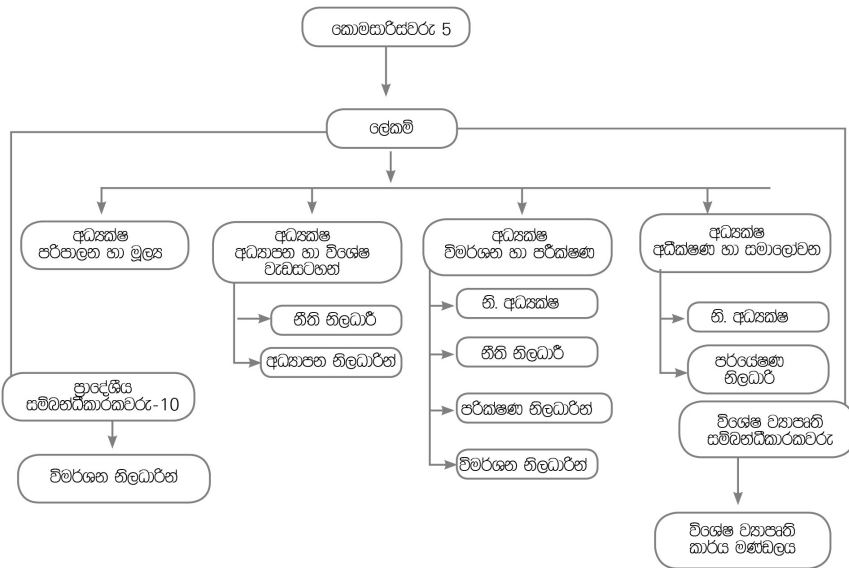 කොමසාරිස්වරු 5
ලේකම්
අධ්‍යක්ෂ
පරිපාලන හා මූල්‍ය
අධ්‍යක්ෂ
අධ්‍යාපන හා විශේෂ
වැඩසටහන්
නීති නිලධාරී
අධ්‍යාපන නිලධාරින්
අධ්‍යක්ෂ
විමර්ශන හා පරීක්ෂණ
නි. අධ්‍යක්ෂ
නීති නිලධාරී
පරික්ෂණ නිලධාරින්
විමර්ශන නිලධාරින්
අධ්‍යක්ෂ
අධීක්ෂණ හා සමාලෝචන
නි. අධ්‍යක්ෂ
පර්යේෂණ
නිලධාරි
ප්‍රාදේශීය
සම්බන්ධීකාරකවරු-10
විමර්ශන නිලධාරින්
විශේෂ ව්‍යාපෘති
සම්බන්ධීකාරකවරු
විශේෂ ව්‍යාපෘති
කාර්ය මණ්ඩලය